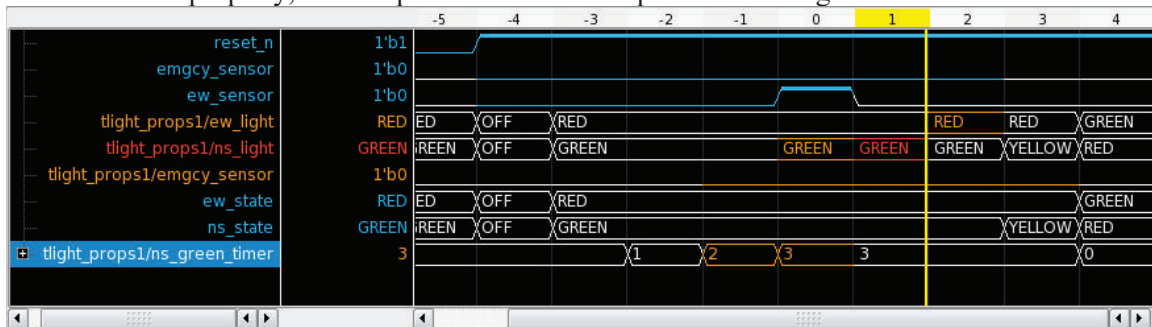 -5 -4 -3 -2 -1 0 1 2 3 4
reset_n 1'b1
emgcy_sensor 1'b0
ew_sensor 1'b0
tlight_props1/ew_light RED ED OFF RED RED RED GREEN
tlight_props1/ns_light GREEN REEN OFF GREEN GREEN GREEN GREEN YELLOW RED
tlight_props1/emgcy_sensor 1'b0
ew_state RED ED OFF RED GREEN
ns_state GREEN REEN OFF GREEN YELLOW RED
tlight_props1/ns_green_timer 3 1 2 3 3 0